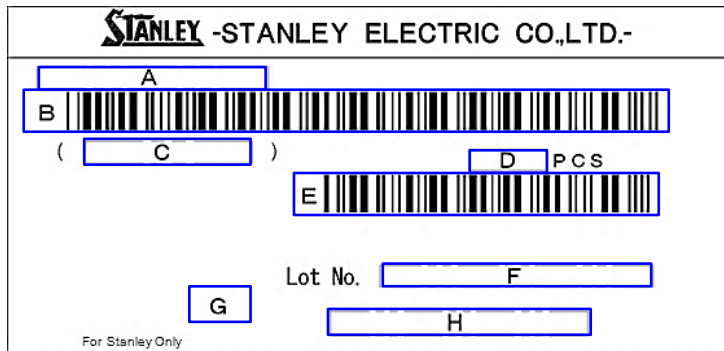 STANLEY -STANLEY ELECTRIC CO.,LTD.-
A
B
( C )
D PCS
E
Lot No. F
G
H
For Stanley Only